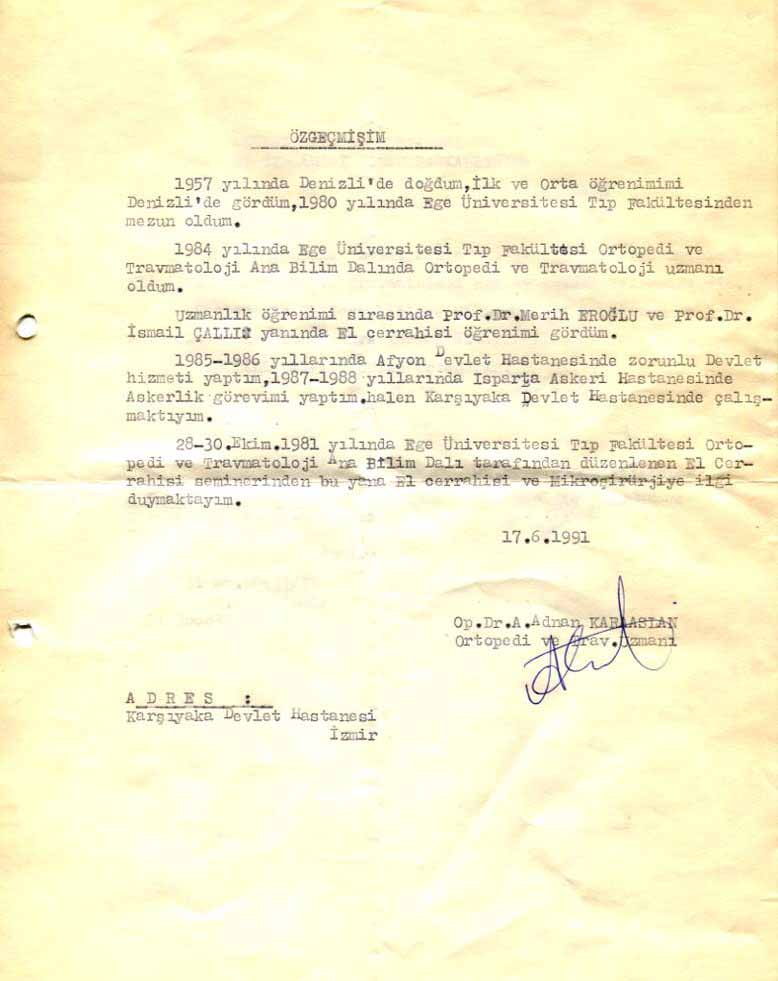 ÖZGEÇMİŞİM
1957 yılında Denizli'de doğdum,İlk ve Orta öğrenimimi
Denizli'de gördüm,1980 yılında Ege Üniversitesi Tıp Fakültesinden
mezun oldum.
1984 yılında Ege Üniversitesi Tıp Fakültesi Ortopedi ve
Travmatoloji Ana Bilim Dalında Ortopedi ve Travmatoloji uzmanı
oldum.
Uzmanlık öğrenimi sırasında Prof.Dr.Merih EROĞLU ve Prof.Dr.
İsmail ÇALLI yanında El cerrahisi öğrenimi gördüm.
1985-1986 yıllarında Afyon Devlet Hastanesinde zorunlu Devlet
hizmeti yaptım,1987-1988 yıllarında Isparta Askeri Hastanesinde
Askerlik görevimi yaptım.halen Karşıyaka Devlet Hastanesinde çalış-
maktıyım.
28-30.Ekim.1981 yılında Ege Üniversitesi Tıp Fakültesi Orto-
pedi ve Travmatoloji Ana Bilim Dalı tarafından düzenlenen El Cer-
rahisi seminerinden bu yana El cerrahisi ve Mikroşirürjiye ilgi
duymaktayım.
17.6.1991
Op.Dr.A.Adnan KARAASLAN
Ortopedi ve Trav.Uzmanı
A D R E S :
Karşıyaka Devlet Hastanesi
İzmir